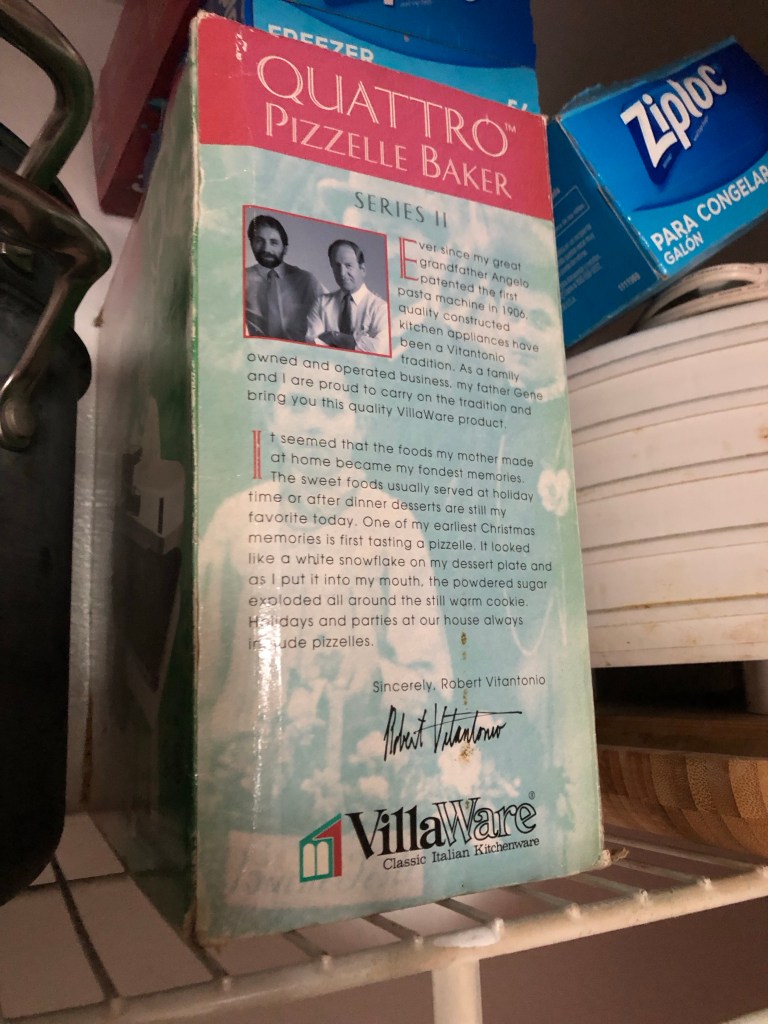 FREEZER
QUATTRO™
PIZZELLE BAKER
SERIES II
Ever since my great
grandfather Angelo
patented the first
pasta machine in 1906,
quality constructed
kitchen appliances have
been a Vitantonio
tradition. As a family
owned and operated business, my father Gene
and I are proud to carry on the tradition and
bring you this quality VillaWare product.
It seemed that the foods my mother made
at home became my fondest memories.
The sweet foods usually served at holiday
time or after dinner desserts are still my
favorite today. One of my earliest Christmas
memories is first tasting a pizzelle. It looked
like a white snowflake on my dessert plate and
as I put it into my mouth, the powdered sugar
exploded all around the still warm cookie.
Holidays and parties at our house always
include pizzelles.
Sincerely, Robert Vitantonio
Robert Vitantonio
VillaWare®
Classic Italian Kitchenware
Ziploc
PARA CONGELAR
GALÓN